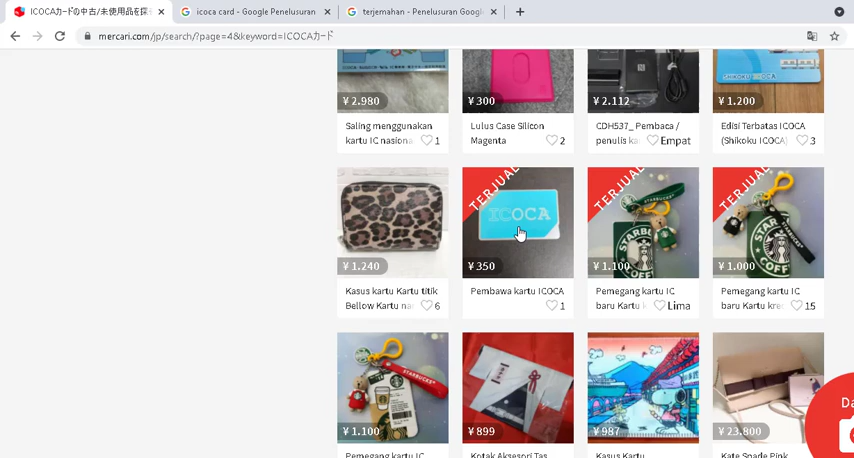 ICOCAカードの中古/未使用品を探
icoca card - Google Penelusuran
terjemahan - Penelusuran Google
mercari.com/jp/search/?page=4&keyword=ICOCAカード
¥ 2.980
¥ 300
¥ 2.112
SHIKOKU ICOCA
¥ 1.200
Saling menggunakan
kartu IC nasiona
1
Lulus Case Silicon
Magenta
2
CDH537_ Pembaca /
penulis ka
Empat
Edisi Terbatas ICOCA
(Shikoku ICOCA)
3
¥ 1.240
TERJUAL
ICOCA
¥ 350
TERJUAL
STARBUCKS
COFF
¥ 1.100
TERJUAL
COFFE
¥ 1.000
Kasus kartu Kartu titik
Bellow Kartu na
6
Pembawa kartu ICOCA
1
Pemegang kartu IC
baru Kartu k
Lima
Pemegang kartu IC
baru Kartu kre
15
STARBUCKS
¥ 1.100
¥ 899
¥ 987
¥ 23.800
Da
Pemegang kartu IC
Kotak Aksesori Tas
Kasus Kartu
Kate Spade Pink